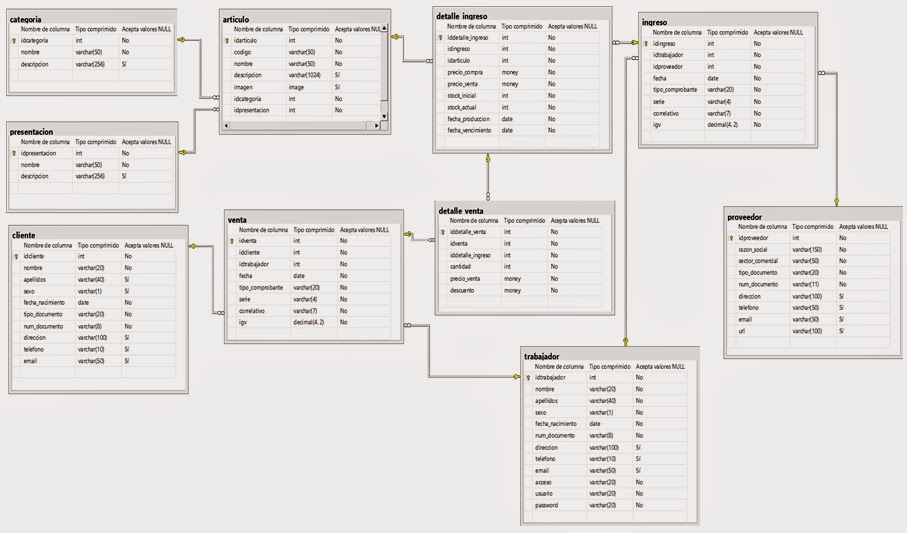 categoria
Nombre de columna Tipo comprimido Acepta valores NULL
idcategoria int No
nombre varchar(50) No
descripcion varchar(256) Sí
articulo
Nombre de columna Tipo comprimido Acepta valores NULL
idarticulo int No
codigo varchar(50) No
nombre varchar(50) No
descripcion varchar(1024) Sí
imagen image Sí
idcategoria int No
idpresentacion int No
detalle_ingreso
Nombre de columna Tipo comprimido Acepta valores NULL
iddetalle_ingreso int No
idingreso int No
idarticulo int No
precio_compra money No
precio_venta money No
stock_inicial int No
stock_actual int No
fecha_produccion date No
fecha_vencimiento date No
ingreso
Nombre de columna Tipo comprimido Acepta valores NULL
idingreso int No
idtrabajador int No
idproveedor int No
fecha date No
tipo_comprobante varchar(20) No
serie varchar(4) No
correlativo varchar(7) No
igv decimal(4, 2) No
presentacion
Nombre de columna Tipo comprimido Acepta valores NULL
idpresentacion int No
nombre varchar(50) No
descripcion varchar(256) Sí
cliente
Nombre de columna Tipo comprimido Acepta valores NULL
idcliente int No
nombre varchar(20) No
apellidos varchar(40) Sí
sexo varchar(1) Sí
fecha_nacimiento date No
tipo_documento varchar(20) No
num_documento varchar(8) No
direccion varchar(100) Sí
telefono varchar(10) Sí
email varchar(50) Sí
venta
Nombre de columna Tipo comprimido Acepta valores NULL
idventa int No
idcliente int No
idtrabajador int No
fecha date No
tipo_comprobante varchar(20) No
serie varchar(4) No
correlativo varchar(7) No
igv decimal(4, 2) No
detalle_venta
Nombre de columna Tipo comprimido Acepta valores NULL
iddetalle_venta int No
idventa int No
iddetalle_ingreso int No
cantidad int No
precio_venta money No
descuento money No
proveedor
Nombre de columna Tipo comprimido Acepta valores NULL
idproveedor int No
razon_social varchar(150) No
sector_comercial varchar(50) No
tipo_documento varchar(20) No
num_documento varchar(11) No
direccion varchar(100) Sí
telefono varchar(50) Sí
email varchar(50) Sí
url varchar(100) Sí
trabajador
Nombre de columna Tipo comprimido Acepta valores NULL
idtrabajador int No
nombre varchar(20) No
apellidos varchar(40) No
sexo varchar(1) No
fecha_nacimiento date No
num_documento varchar(8) No
direccion varchar(100) Sí
telefono varchar(10) Sí
email varchar(50) Sí
acceso varchar(20) No
usuario varchar(20) No
password varchar(20) No